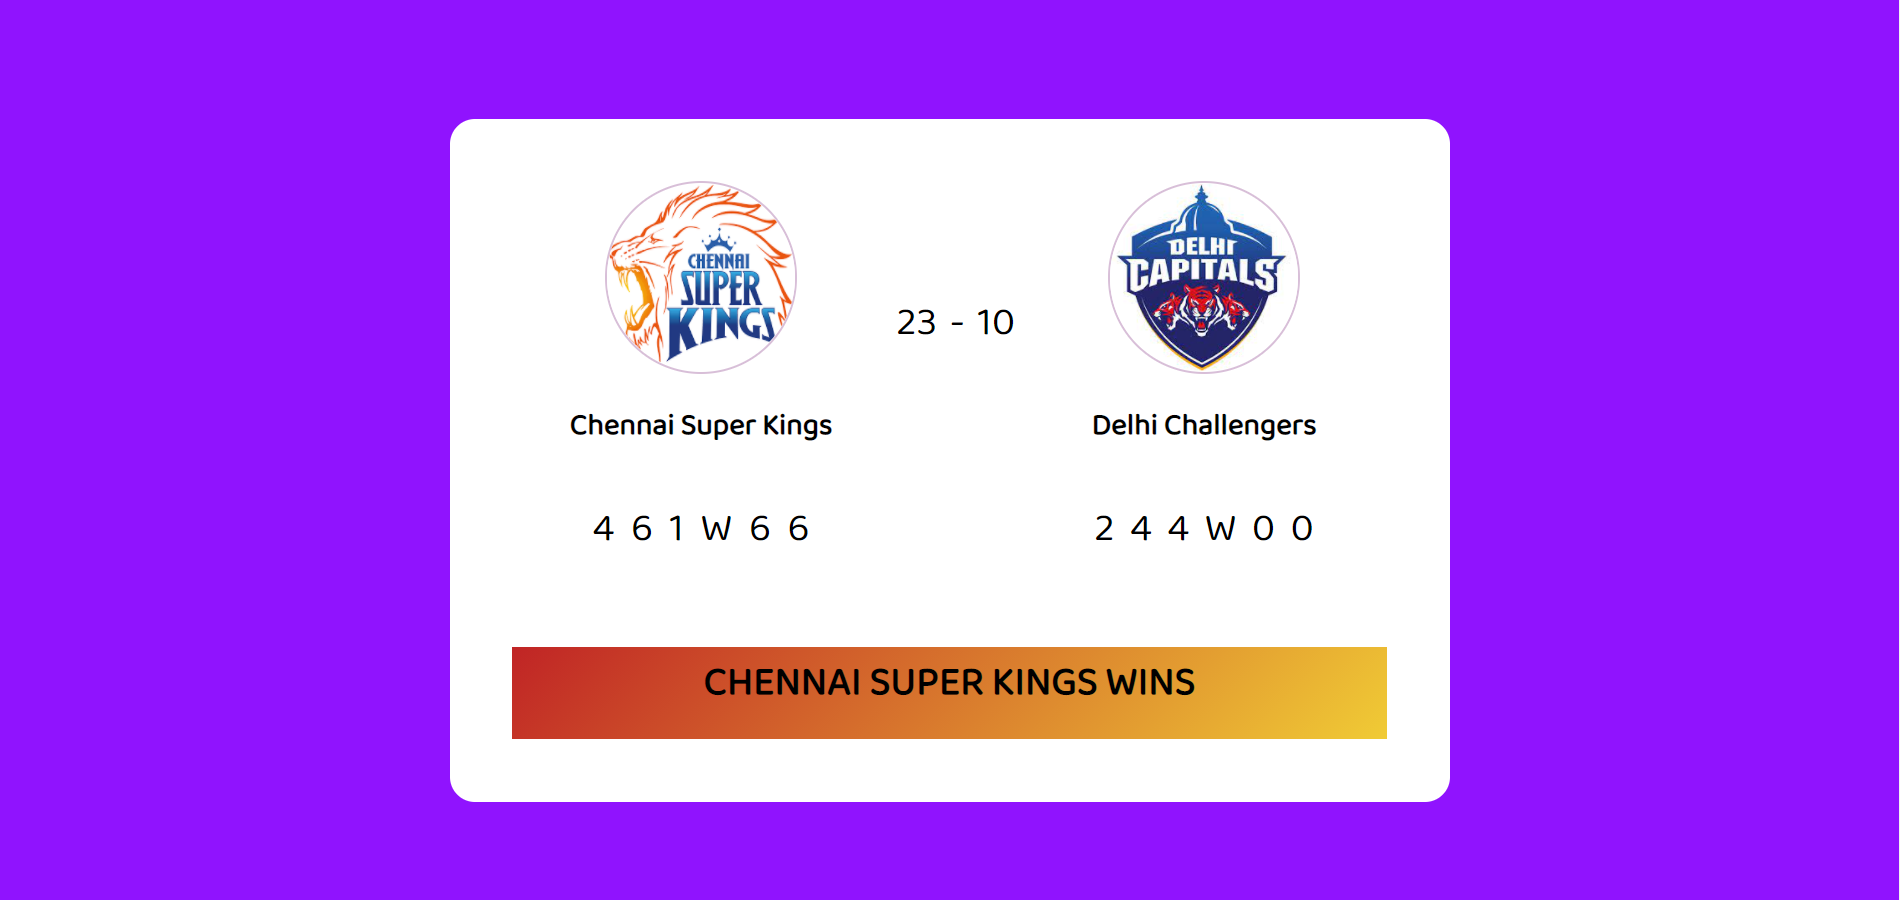 CHENNAI
SUPER
KINGS
DELHI
CAPITALS
23 - 10
Chennai Super Kings
Delhi Challengers
4 6 1 W 6 6
2 4 4 W 0 0
CHENNAI SUPER KINGS WINS